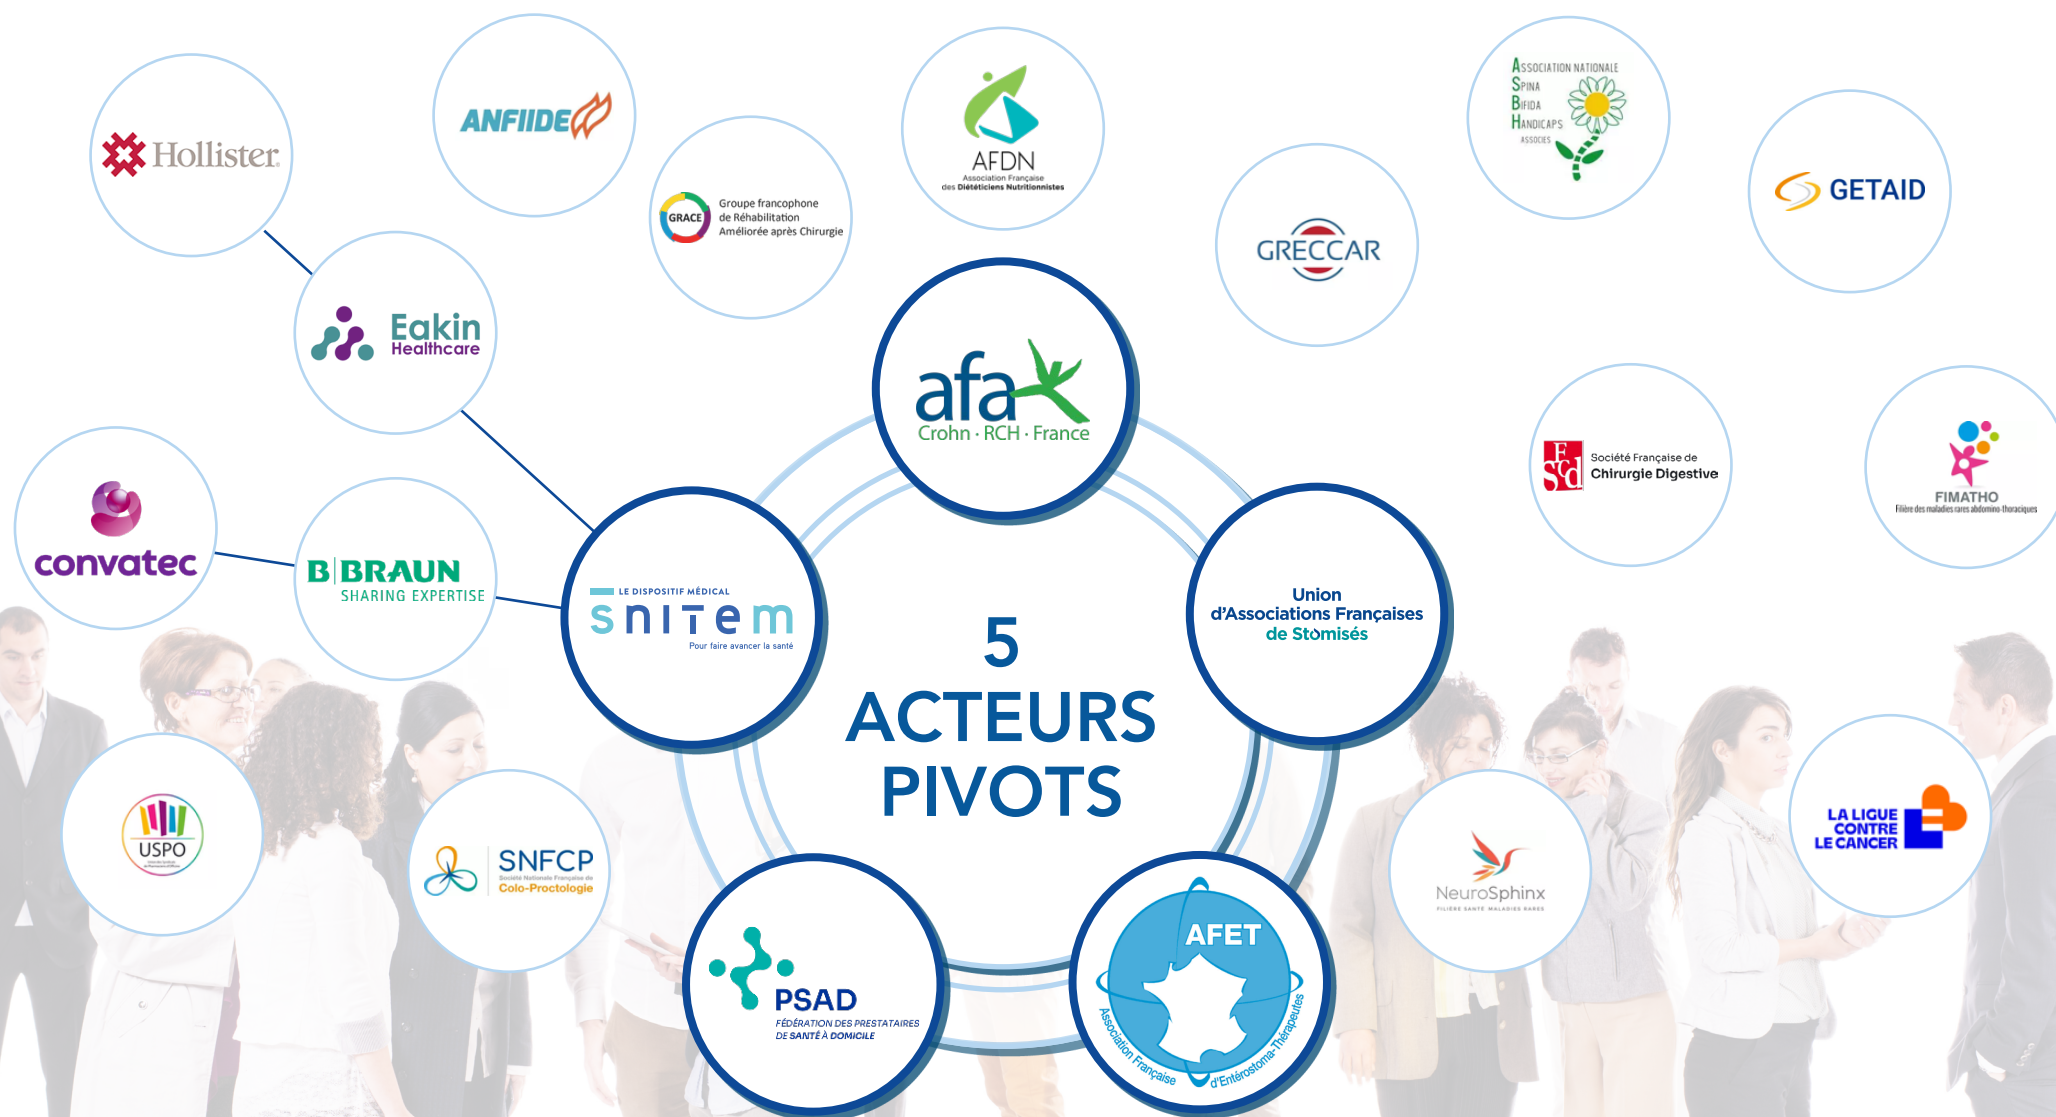 ASSOCIATION NATIONALE
SPINA
BIFIDA
HANDICAPS
ASSOCIES
ANFIIDE
Hollister
AFDN
Association Française
des Diététiciens Nutritionnistes
GETAID
GRACE
Groupe francophone
de Réhabilitation
Améliorée après Chirurgie
GRECCAR
Eakin
Healthcare
afa
Crohn · RCH · France
SFCD
Société Française de
Chirurgie Digestive
FIMATHO
Filière des maladies rares abdomino-thoraciques
convatec
B|BRAUN
SHARING EXPERTISE
LE DISPOSITIF MÉDICAL
snitem
Pour faire avancer la santé
Union
d'Associations Françaises
de Stomisés
5
ACTEURS
PIVOTS
USPO
SNFCP
Société Nationale Française de
Colo-Proctologie
NeuroSphinx
FILIÈRE SANTÉ MALADIES RARES
LA LIGUE
CONTRE
LE CANCER
PSAD
FÉDÉRATION DES PRESTATAIRES
DE SANTÉ À DOMICILE
AFET
Association Française
d'Entérostoma-Thérapeutes